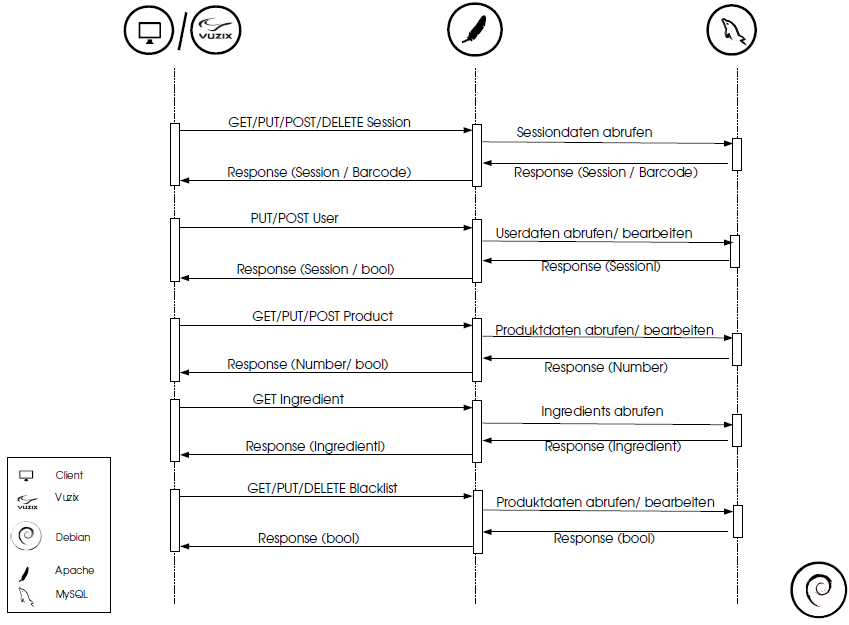 VUZIX
GET/PUT/POST/DELETE Session
Sessiondaten abrufen
Response (Session / Barcode)
Response (Session / Barcode)
PUT/POST User
Userdaten abrufen/ bearbeiten
Response (Session / bool)
Response (Sessionl)
GET/PUT/POST Product
Produktdaten abrufen/ bearbeiten
Response (Number/ bool)
Response (Number)
GET Ingredient
Ingredients abrufen
Response (Ingredientl)
Response (Ingredient)
GET/PUT/DELETE Blacklist
Produktdaten abrufen/ bearbeiten
Response (bool)
Response (bool)
Client
VUZIX
Vuzix
Debian
Apache
MySQL